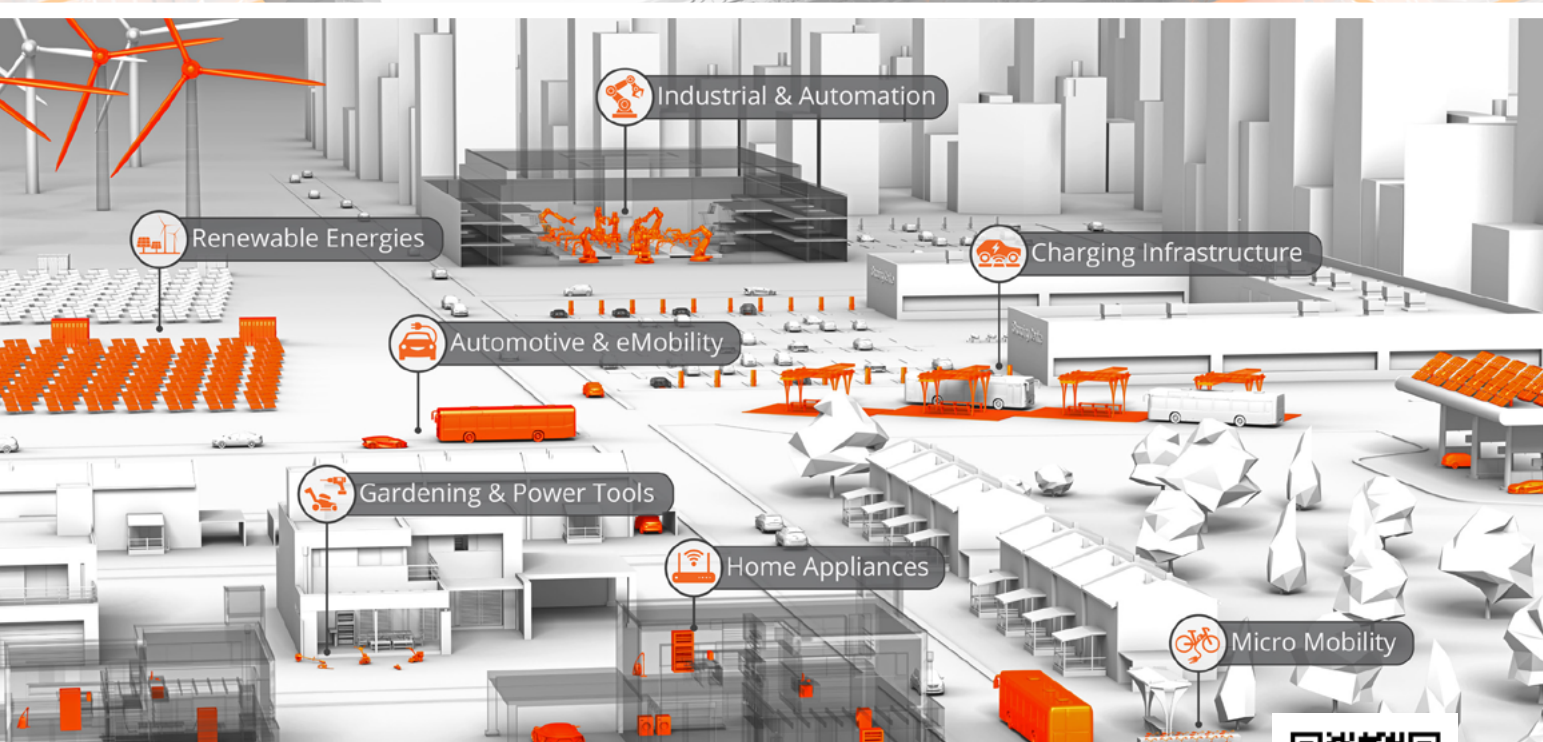 Industrial & Automation
Renewable Energies
Charging Infrastructure
Automotive & eMobility
Gardening & Power Tools
Home Appliances
Micro Mobility